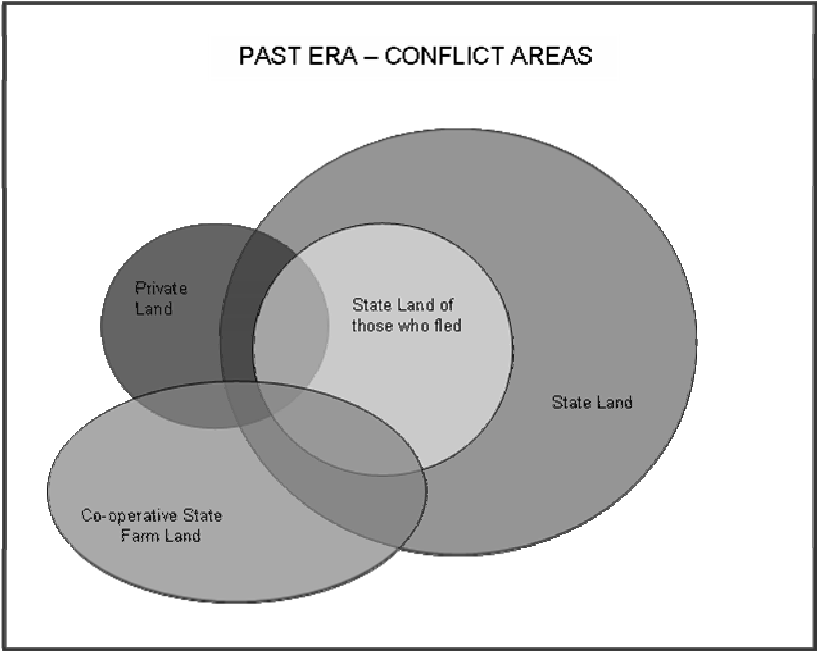 PAST ERA – CONFLICT AREAS
Private
Land
State Land of
those who fled
State Land
Co-operative State
Farm Land